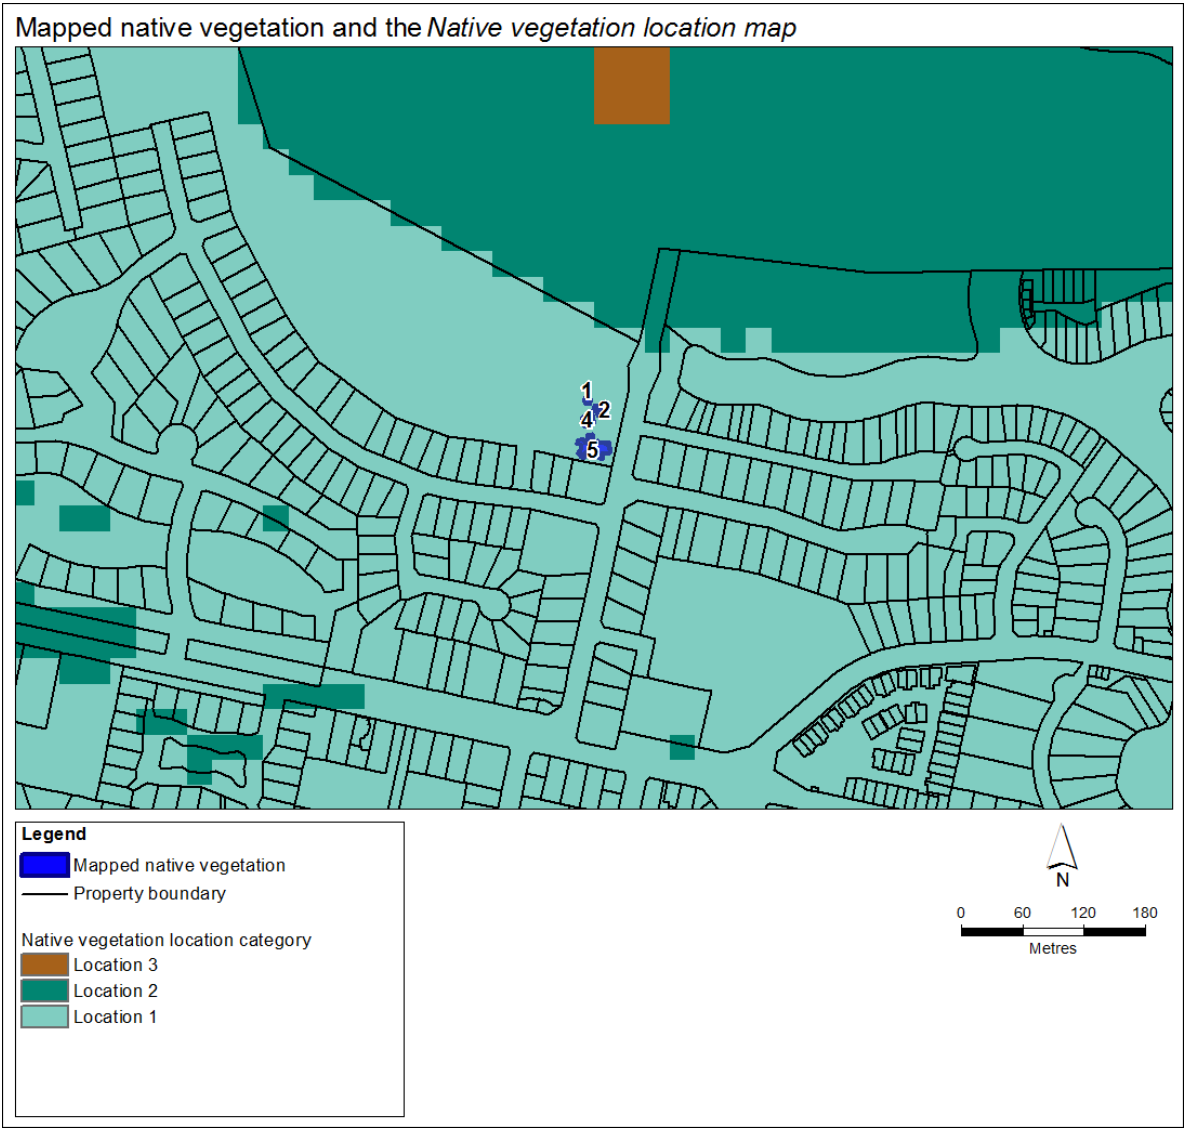 Mapped native vegetation and the Native vegetation location map
1
2
4
5
Legend
Mapped native vegetation
Property boundary
Native vegetation location category
Location 3
Location 2
Location 1
N
0 60 120 180
Metres